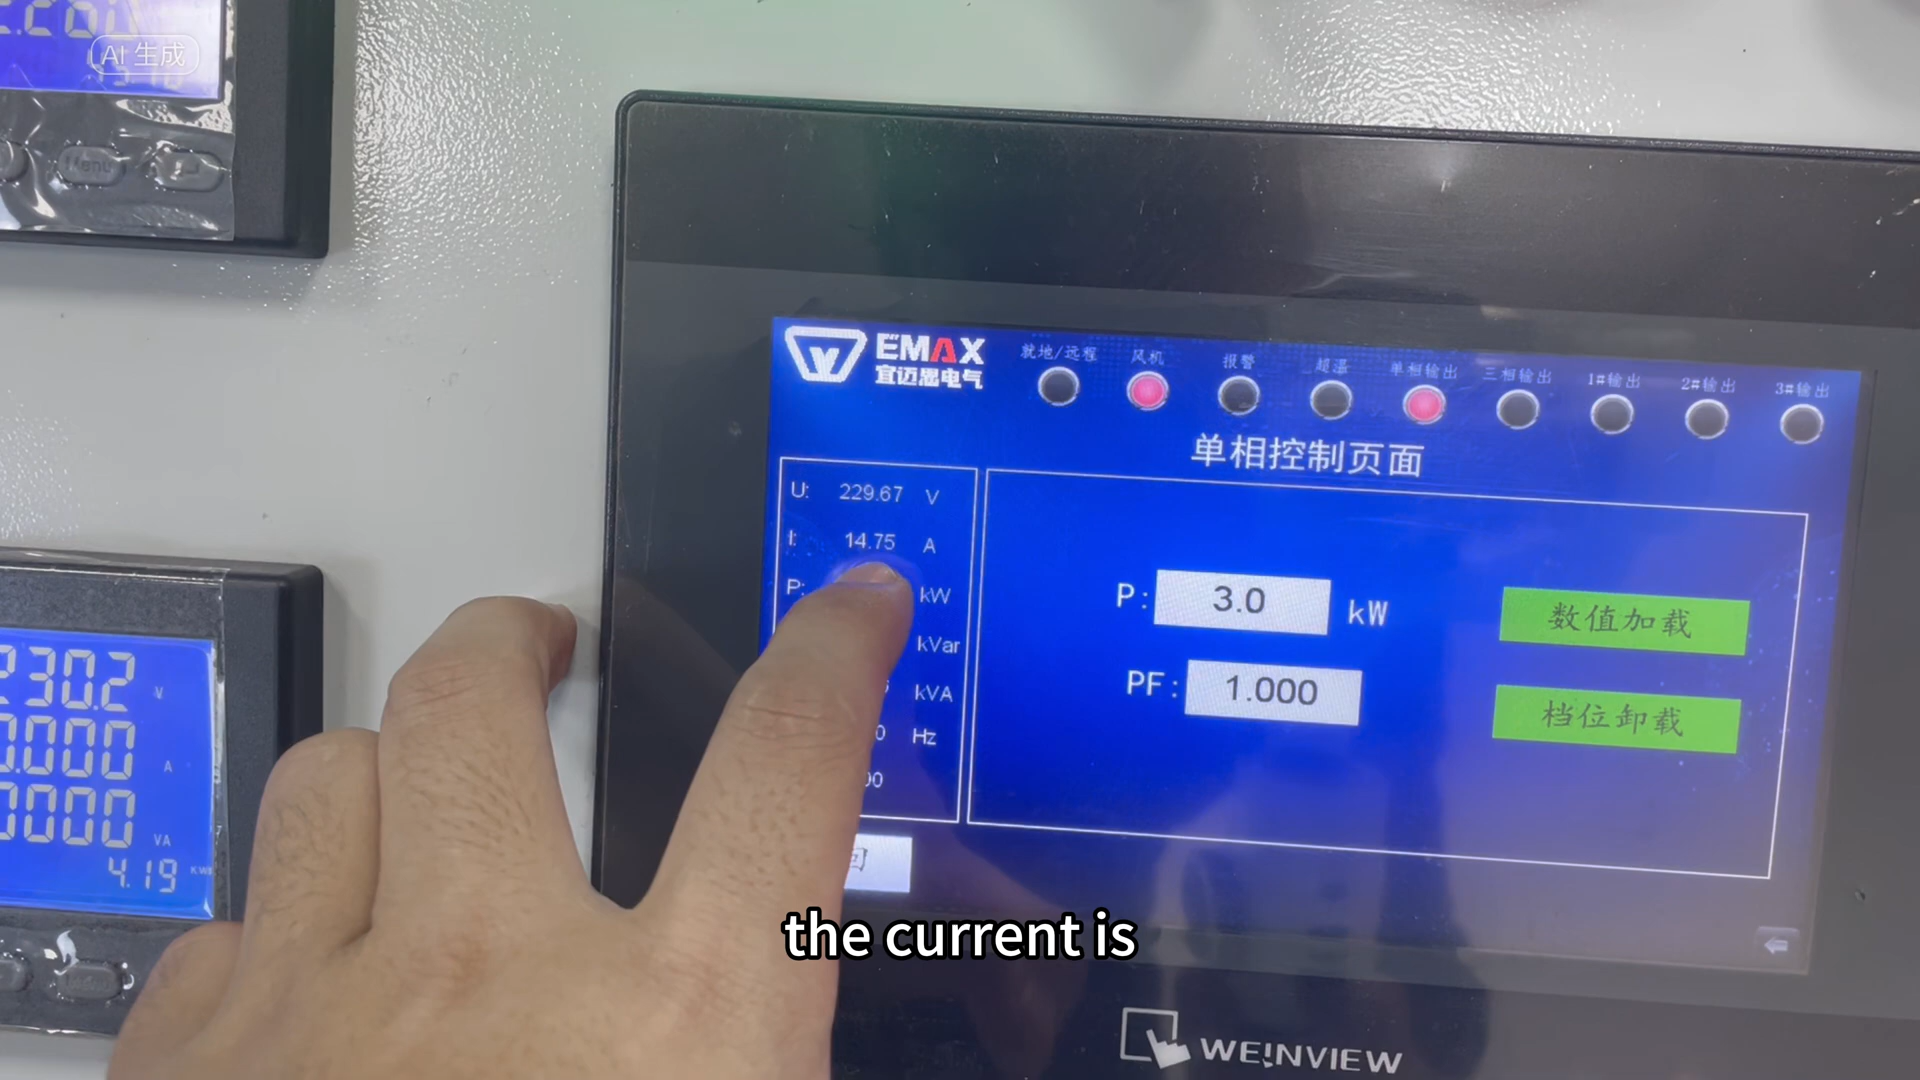 AI 生成
Menu
EMAX
宜迈思电气
就地/远程
风机
报警
超温
单相输出
三相输出
1#输出
2#输出
3#输出
单相控制页面
U: 229.67 V
I: 14.75 A
P: kW
kVar
kVA
0 Hz
00
P: 3.0 kW
PF: 1.000
数值加载
档位卸载
回
230.2 V
0.000 A
0000 VA
4.19
the current is
WEINVIEW